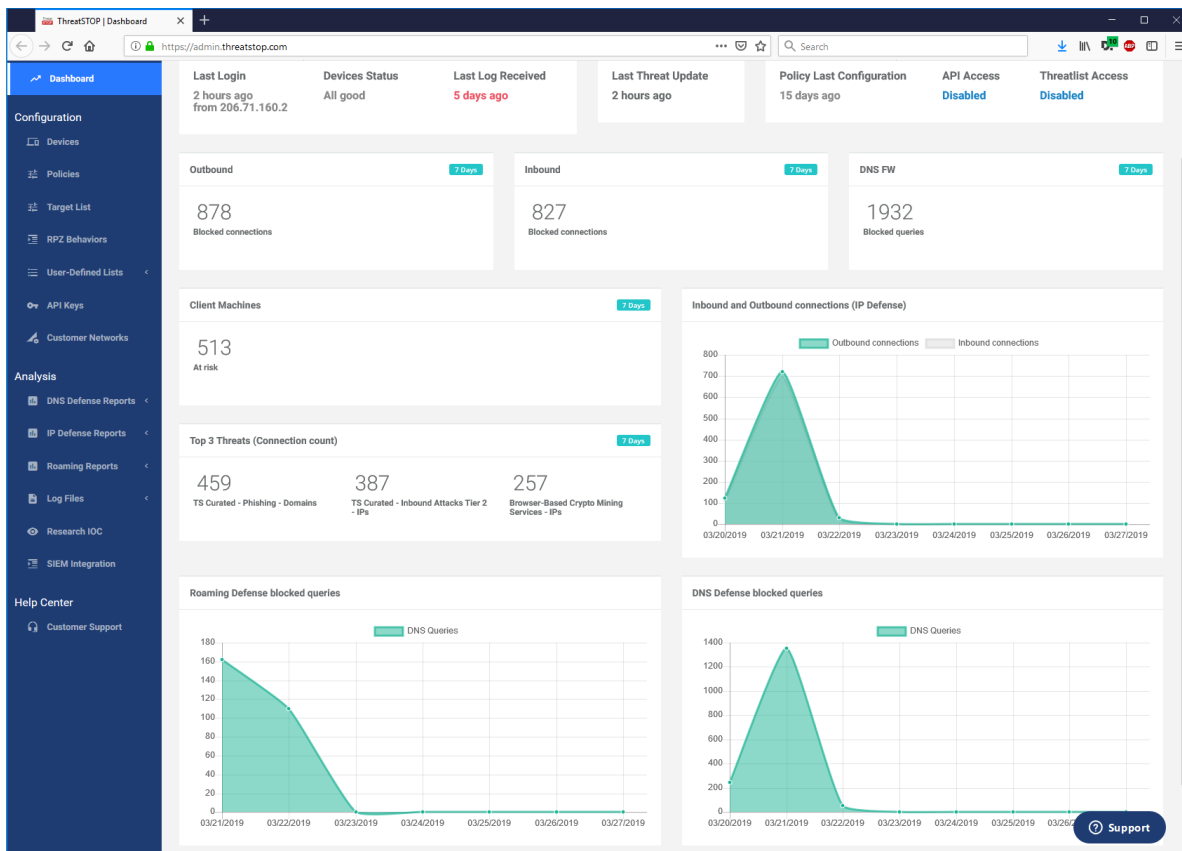 ThreatSTOP | Dashboard
https://admin.threatstop.com
Search
10
ABP
Dashboard
Configuration
Devices
Policies
Target List
RPZ Behaviors
User-Defined Lists
API Keys
Customer Networks
Analysis
DNS Defense Reports
IP Defense Reports
Roaming Reports
Log Files
Research IOC
SIEM Integration
Help Center
Customer Support
Last Login
2 hours ago
from 206.71.160.2
Devices Status
All good
Last Log Received
5 days ago
Last Threat Update
2 hours ago
Policy Last Configuration
15 days ago
API Access
Disabled
Threatlist Access
Disabled
Outbound
7 Days
878
Blocked connections
Inbound
7 Days
827
Blocked connections
DNS FW
7 Days
1932
Blocked queries
Client Machines
7 Days
513
At risk
Top 3 Threats (Connection count)
7 Days
459
TS Curated - Phishing - Domains
387
TS Curated - Inbound Attacks Tier 2
- IPs
257
Browser-Based Crypto Mining
Services - IPs
Inbound and Outbound connections (IP Defense)
Outbound connections
Inbound connections
800
700
600
500
400
300
200
100
0
03/20/2019 03/21/2019 03/22/2019 03/23/2019 03/24/2019 03/25/2019 03/26/2019 03/27/2019
Roaming Defense blocked queries
DNS Queries
180
160
140
120
100
80
60
40
20
0
03/21/2019 03/22/2019 03/23/2019 03/24/2019 03/25/2019 03/26/2019 03/27/2019
DNS Defense blocked queries
DNS Queries
1400
1200
1000
800
600
400
200
0
03/20/2019 03/21/2019 03/22/2019 03/23/2019 03/24/2019 03/25/2019 03/26/
Support